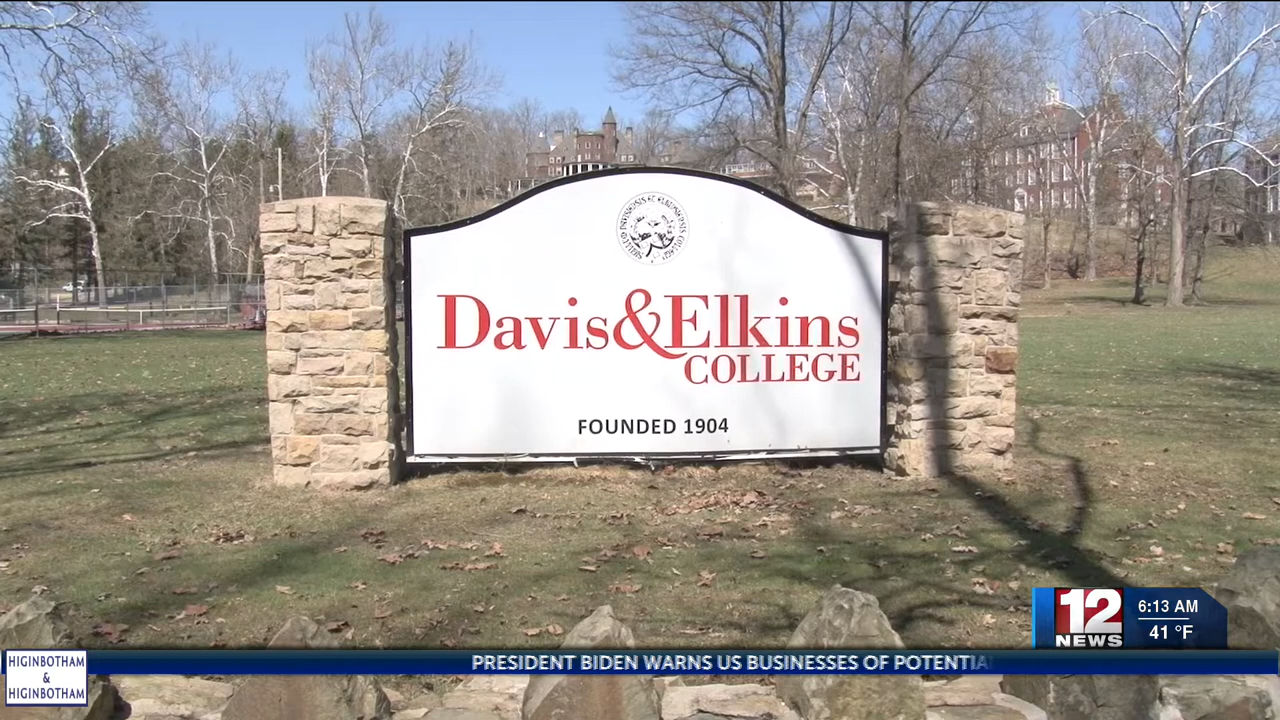 Davis&Elkins
COLLEGE
FOUNDED 1904
12
NEWS
6:13 AM
41 °F
HIGINBOTHAM
&
HIGINBOTHAM
PRESIDENT BIDEN WARNS US BUSINESSES OF POTENTIA